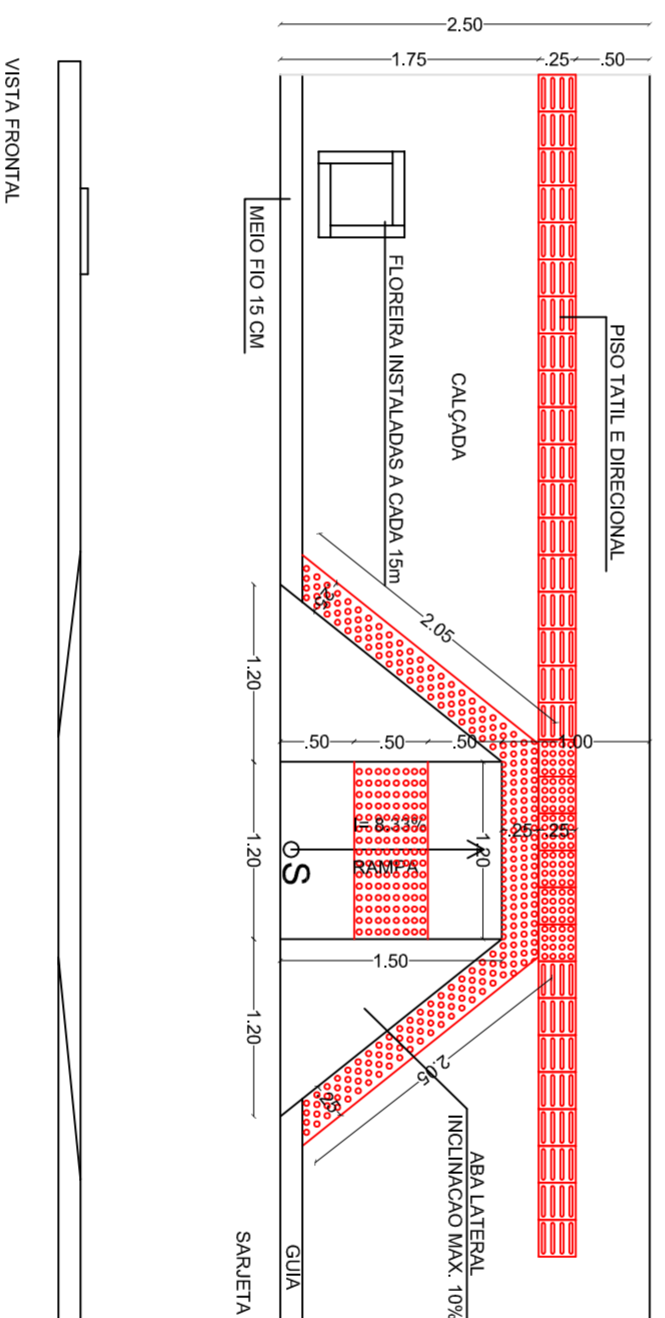 2.50
1.75
.25
.50
PISO TATIL E DIRECIONAL
CALÇADA
FLOREIRA INSTALADAS A CADA 15m
MEIO FIO 15 CM
VISTA FRONTAL
.25
2.05
1.20
.50
.50
.50
1.00
I= 8.33%
RAMPA
S
1.20
1.20
.25
.25
1.50
1.20
2.05
.25
ABA LATERAL
INCLINACAO MAX. 10%
GUIA
SARJETA